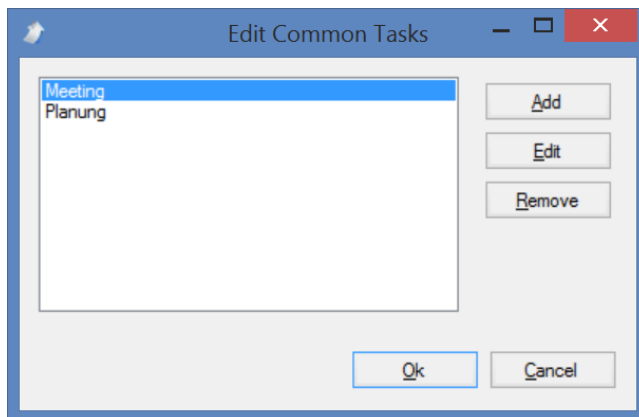 Edit Common Tasks
Meeting
Planung
Add
Edit
Remove
Ok
Cancel